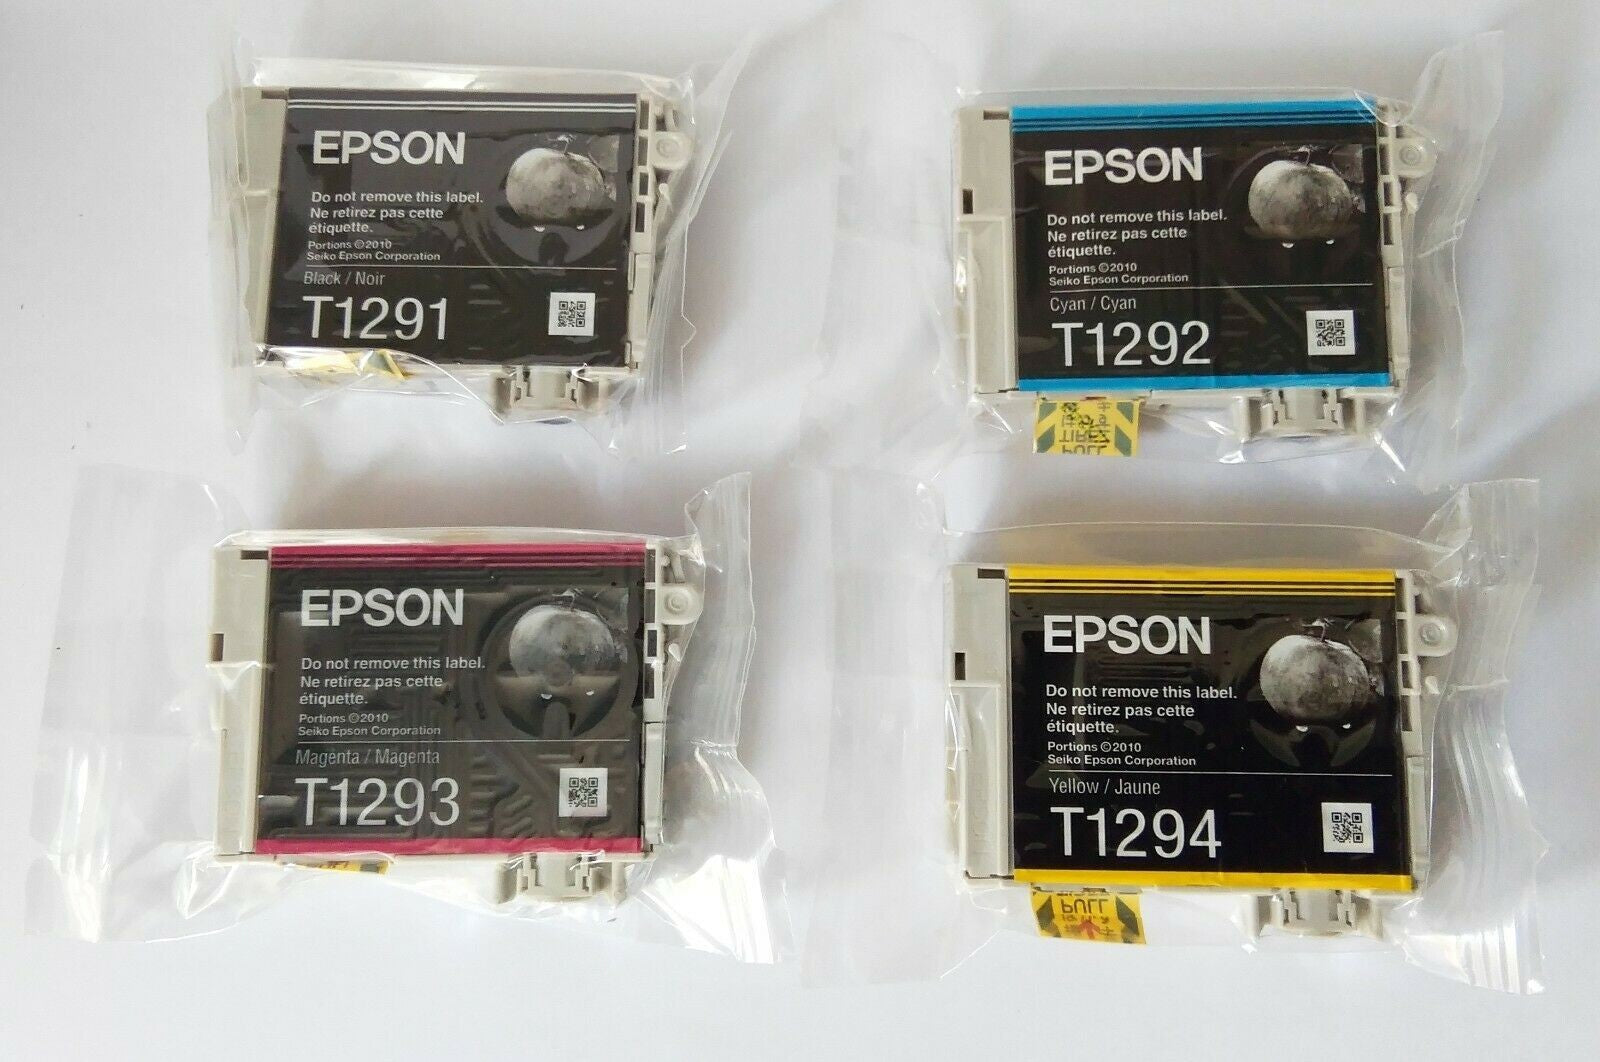 EPSON
Do not remove this label.
Ne retirez pas cette
étiquette.
Portions ©2010
Seiko Epson Corporation
Black / Noir
T1291
EPSON
Do not remove this label.
Ne retirez pas cette
étiquette.
Portions ©2010
Seiko Epson Corporation
Cyan / Cyan
T1292
PULL
TIRE
EPSON
Do not remove this label.
Ne retirez pas cette
étiquette.
Portions ©2010
Seiko Epson Corporation
Magenta / Magenta
T1293
EPSON
Do not remove this label.
Ne retirez pas cette
étiquette.
Portions ©2010
Seiko Epson Corporation
Yellow / Jaune
T1294
PULL